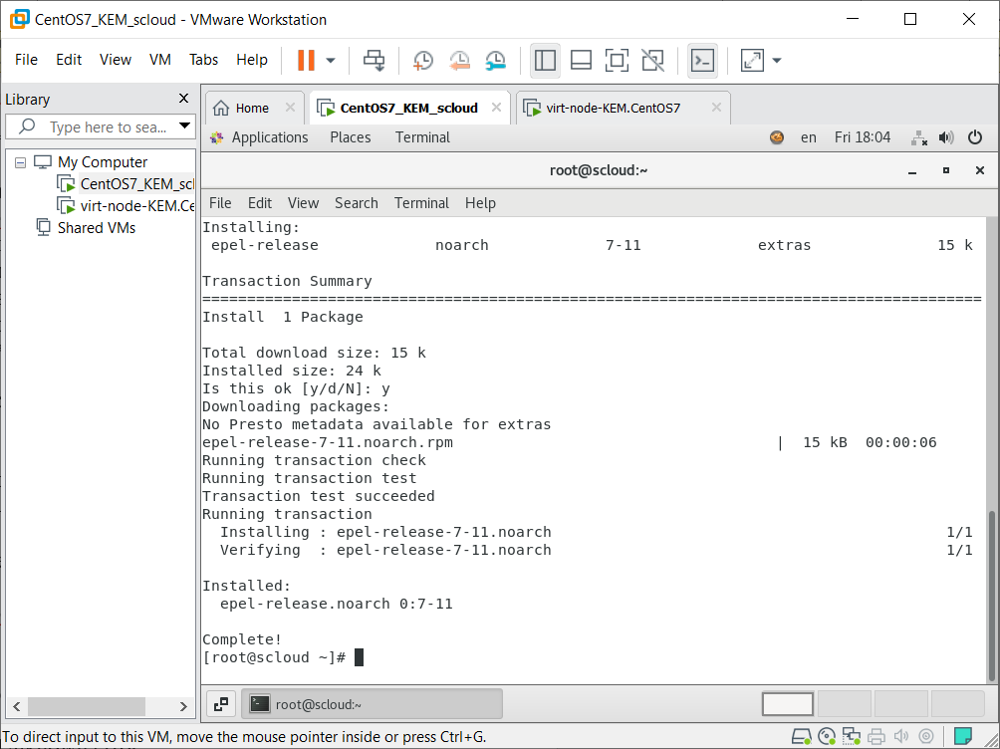 CentOS7_KEM_scloud - VMware Workstation
File Edit View VM Tabs Help
Library
Type here to sea...
My Computer
CentOS7_KEM_scl
virt-node-KEM.Ce
Shared VMs
Home CentOS7_KEM_scloud virt-node-KEM.CentOS7
Applications Places Terminal en Fri 18:04
root@scloud:~
File Edit View Search Terminal Help
Installing:
epel-release noarch 7-11 extras 15 k
Transaction Summary
================================================================================
Install 1 Package
Total download size: 15 k
Installed size: 24 k
Is this ok [y/d/N]: y
Downloading packages:
No Presto metadata available for extras
epel-release-7-11.noarch.rpm | 15 kB 00:00:06
Running transaction check
Running transaction test
Transaction test succeeded
Running transaction
Installing : epel-release-7-11.noarch 1/1
Verifying : epel-release-7-11.noarch 1/1
Installed:
epel-release.noarch 0:7-11
Complete!
[root@scloud ~]#
root@scloud:~
To direct input to this VM, move the mouse pointer inside or press Ctrl+G.